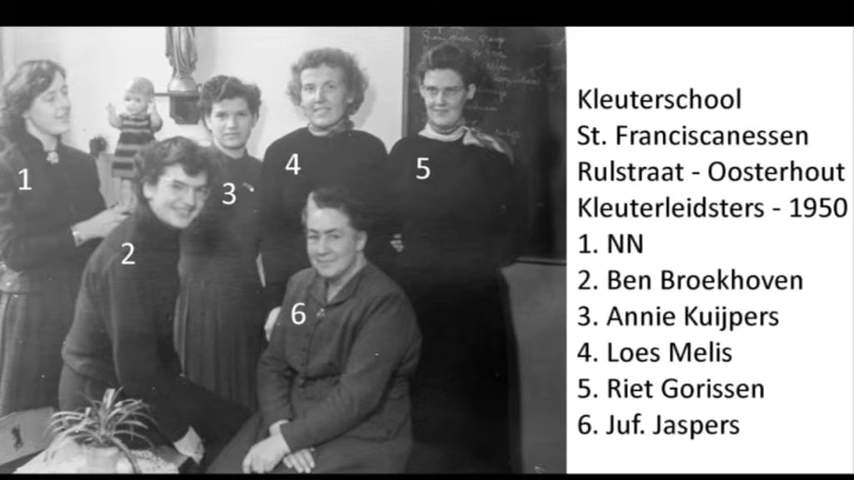 Kleuterschool
St. Franciscanessen
Rulstraat - Oosterhout
Kleuterleidsters - 1950
1. NN
2. Ben Broekhoven
3. Annie Kuijpers
4. Loes Melis
5. Riet Gorissen
6. Juf. Jaspers
1
2
3
4
5
6